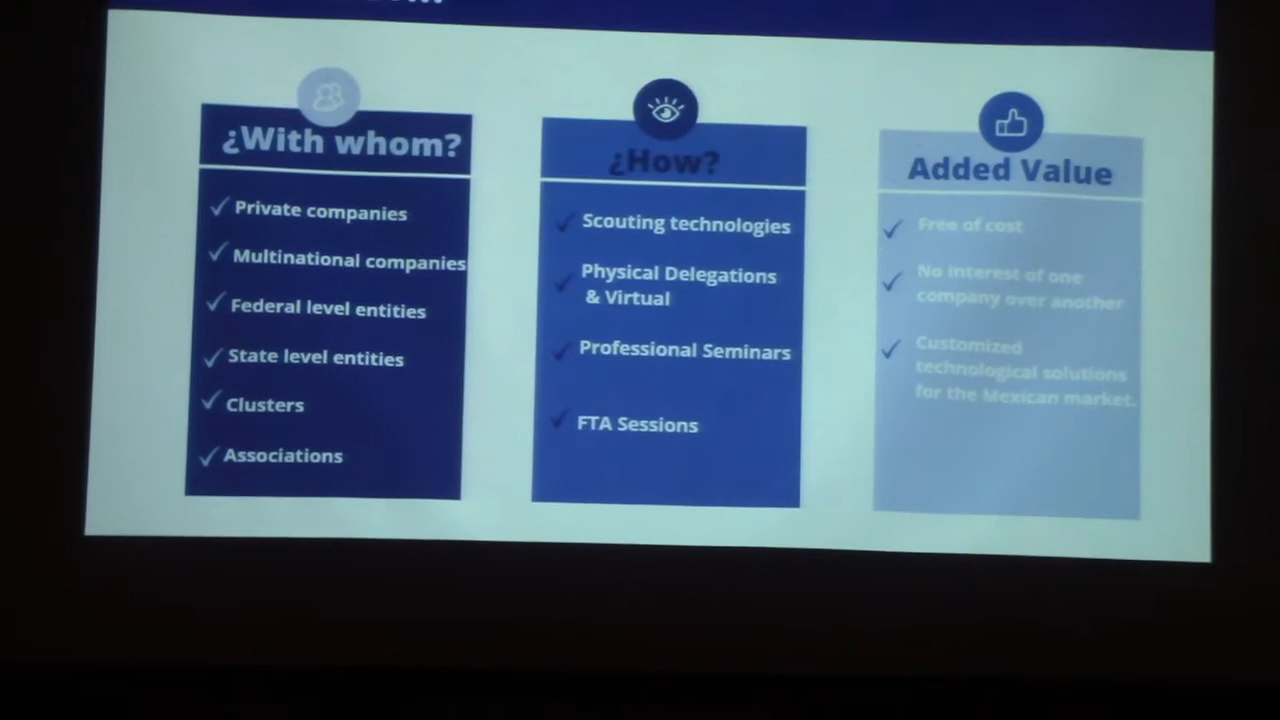 ¿With whom?
Private companies
Multinational companies
Federal level entities
State level entities
Clusters
Associations
¿How?
Scouting technologies
Physical Delegations
& Virtual
Professional Seminars
FTA Sessions
Added Value
Free of cost
No interest of one
company over another
Customized
technological solutions
for the Mexican market.